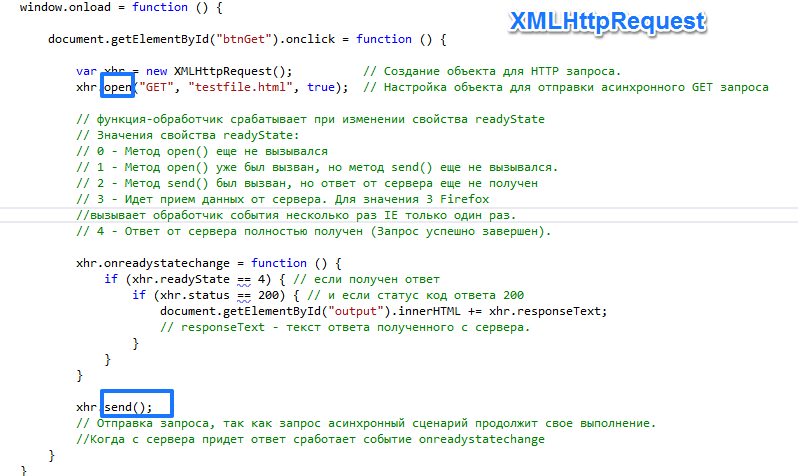 window.onload = function () {
XMLHttpRequest
document.getElementById("btnGet").onclick = function () {
var xhr = new XMLHttpRequest(); // Создание объекта для HTTP запроса.
xhr.open("GET", "testfile.html", true); // Настройка объекта для отправки асинхронного GET запроса
// функция-обработчик срабатывает при изменении свойства readyState
// Значения свойства readyState:
// 0 - Метод open() еще не вызывался
// 1 - Метод open() уже был вызван, но метод send() еще не вызывался.
// 2 - Метод send() был вызван, но ответ от сервера еще не получен
// 3 - Идет прием данных от сервера. Для значения 3 Firefox
//вызывает обработчик события несколько раз IE только один раз.
// 4 - Ответ от сервера полностью получен (Запрос успешно завершен).
xhr.onreadystatechange = function () {
if (xhr.readyState == 4) { // если получен ответ
if (xhr.status == 200) { // и если статус код ответа 200
document.getElementById("output").innerHTML += xhr.responseText;
// responseText - текст ответа полученного с сервера.
}
}
}
xhr.send();
// Отправка запроса, так как запрос асинхронный сценарий продолжит свое выполнение.
//Когда с сервера придет ответ сработает событие onreadystatechange
}
}